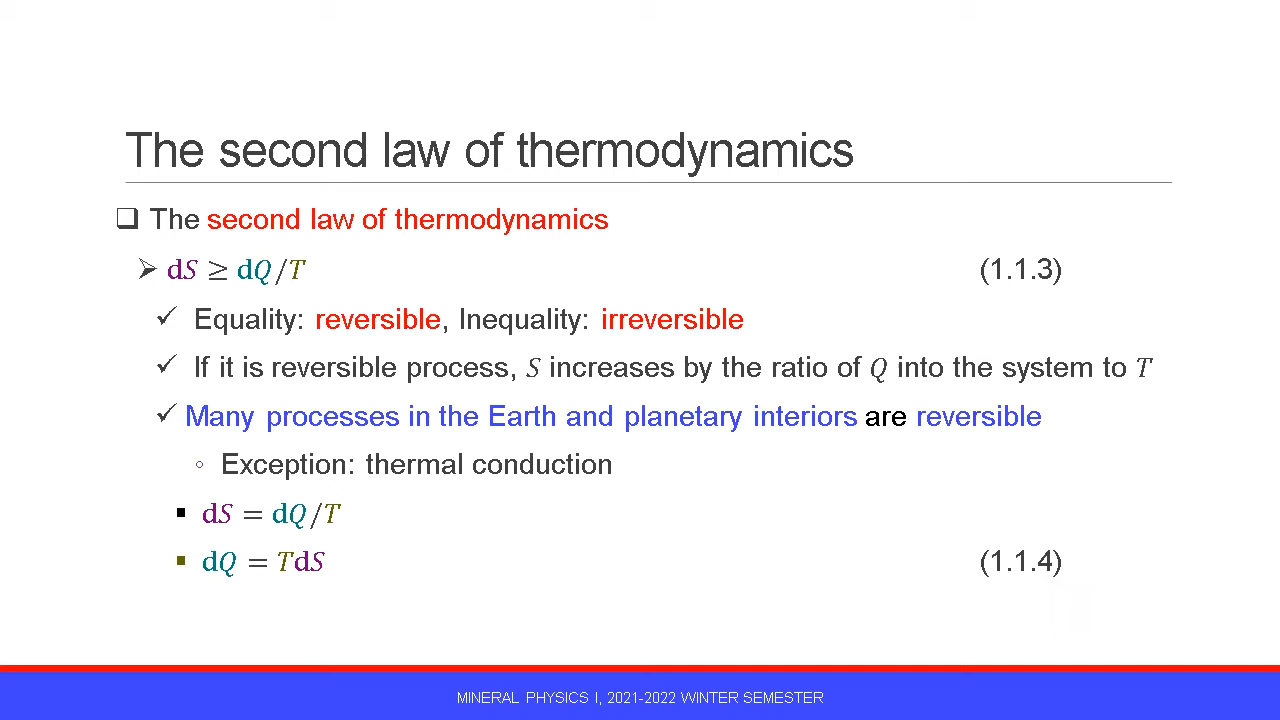 The second law of thermodynamics
❑ The second law of thermodynamics
➢ d𝑆 ≥ d𝑄/𝑇 (1.1.3)
✓ Equality: reversible, Inequality: irreversible
✓ If it is reversible process, 𝑆 increases by the ratio of 𝑄 into the system to 𝑇
✓ Many processes in the Earth and planetary interiors are reversible
◦ Exception: thermal conduction
▪ d𝑆 = d𝑄/𝑇
▪ d𝑄 = 𝑇d𝑆 (1.1.4)
MINERAL PHYSICS I, 2021-2022 WINTER SEMESTER